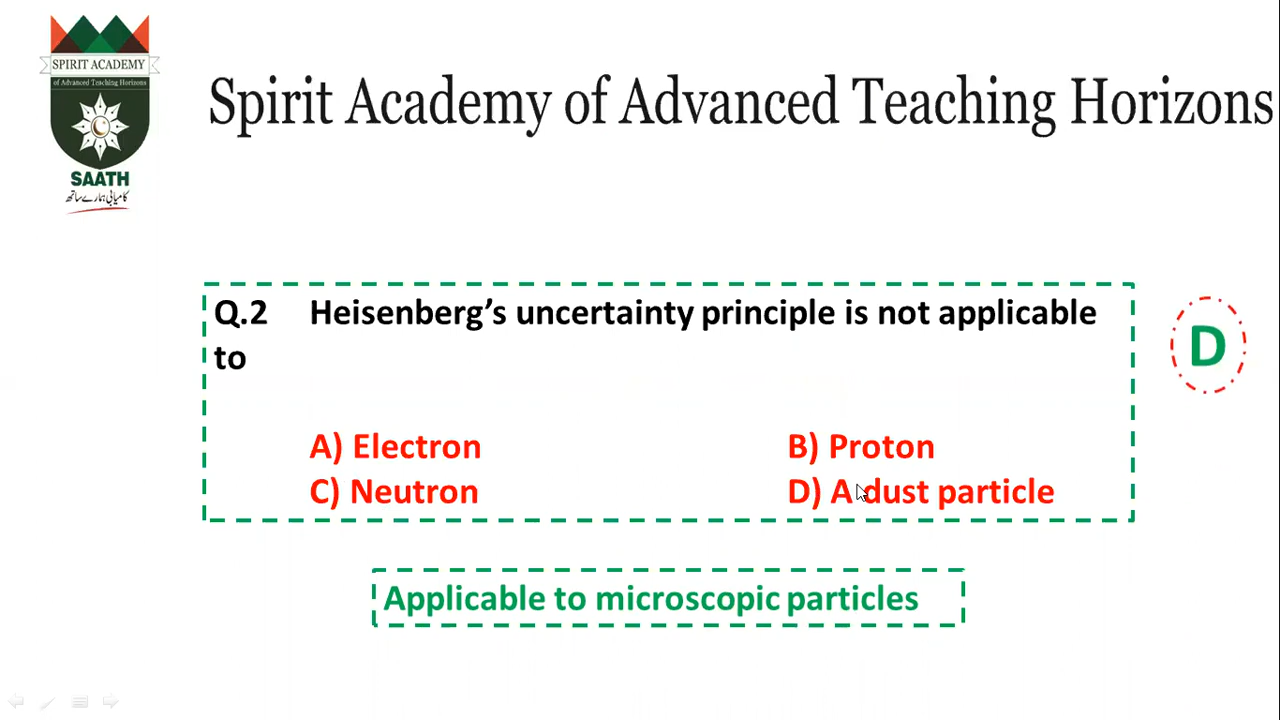 SPIRIT ACADEMY
of Advanced Teaching Horizons
SAATH
کامیابی ہمارے ساتھ
Spirit Academy of Advanced Teaching Horizons
Q.2 Heisenberg’s uncertainty principle is not applicable
to
D
A) Electron B) Proton
C) Neutron D) A dust particle
Applicable to microscopic particles